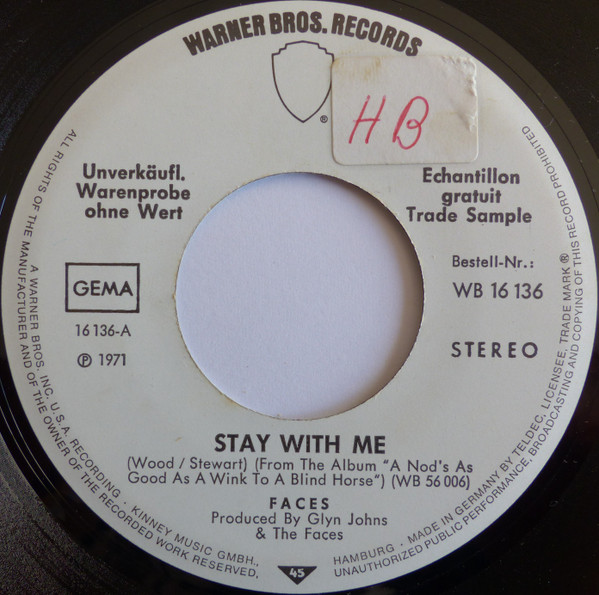 WARNER BROS. RECORDS
®
H B
Unverkäufl.
Warenprobe
ohne Wert
Echantillon
gratuit
Trade Sample
GEMA
16 136-A
℗ 1971
Bestell-Nr.:
WB 16 136
STEREO
STAY WITH ME
(Wood / Stewart) (From The Album "A Nod's As
Good As A Wink To A Blind Horse") (WB 56 006)
FACES
Produced By Glyn Johns
& The Faces
45
ALL RIGHTS OF THE MANUFACTURER AND OF THE OWNER OF THE RECORDED WORK RESERVED.
A WARNER BROS. INC. U.S.A. RECORDING · KINNEY MUSIC GMBH.,
HAMBURG · MADE IN GERMANY BY TELDEC, LICENSEE, TRADE MARK ®
UNAUTHORIZED PUBLIC PERFORMANCE, BROADCASTING AND COPYING OF THIS RECORD PROHIBITED